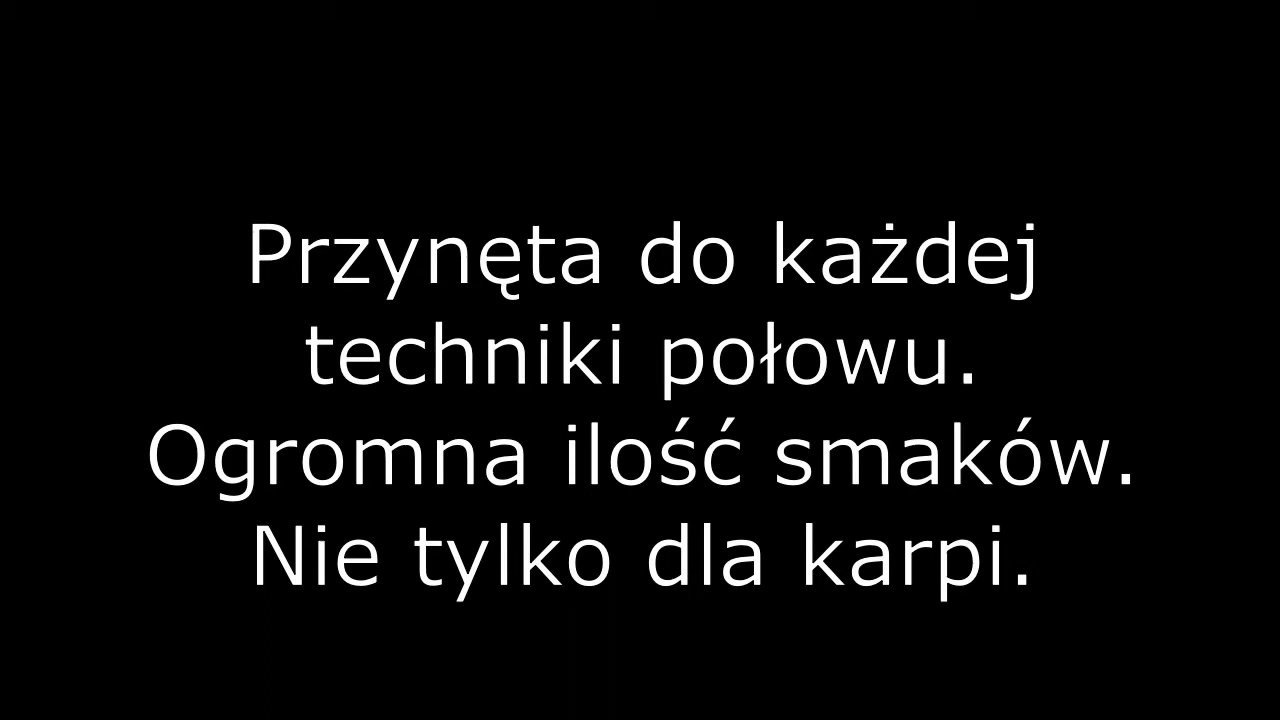 Przynęta do każdej
techniki połowu.
Ogromna ilość smaków.
Nie tylko dla karpi.